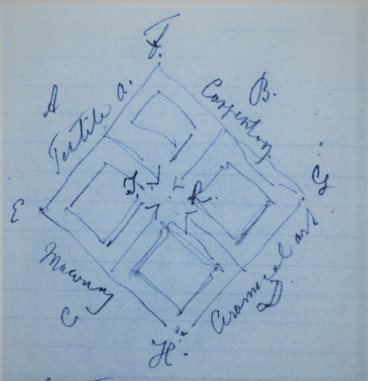 F.
A
B.
Textile a.
Carpentry
G
J.
R.
E
Masonry
C.
Ceramical art
D.
H.